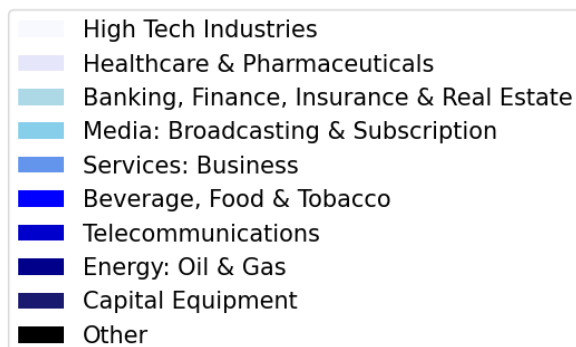 High Tech Industries
Healthcare & Pharmaceuticals
Banking, Finance, Insurance & Real Estate
Media: Broadcasting & Subscription
Services: Business
Beverage, Food & Tobacco
Telecommunications
Energy: Oil & Gas
Capital Equipment
Other